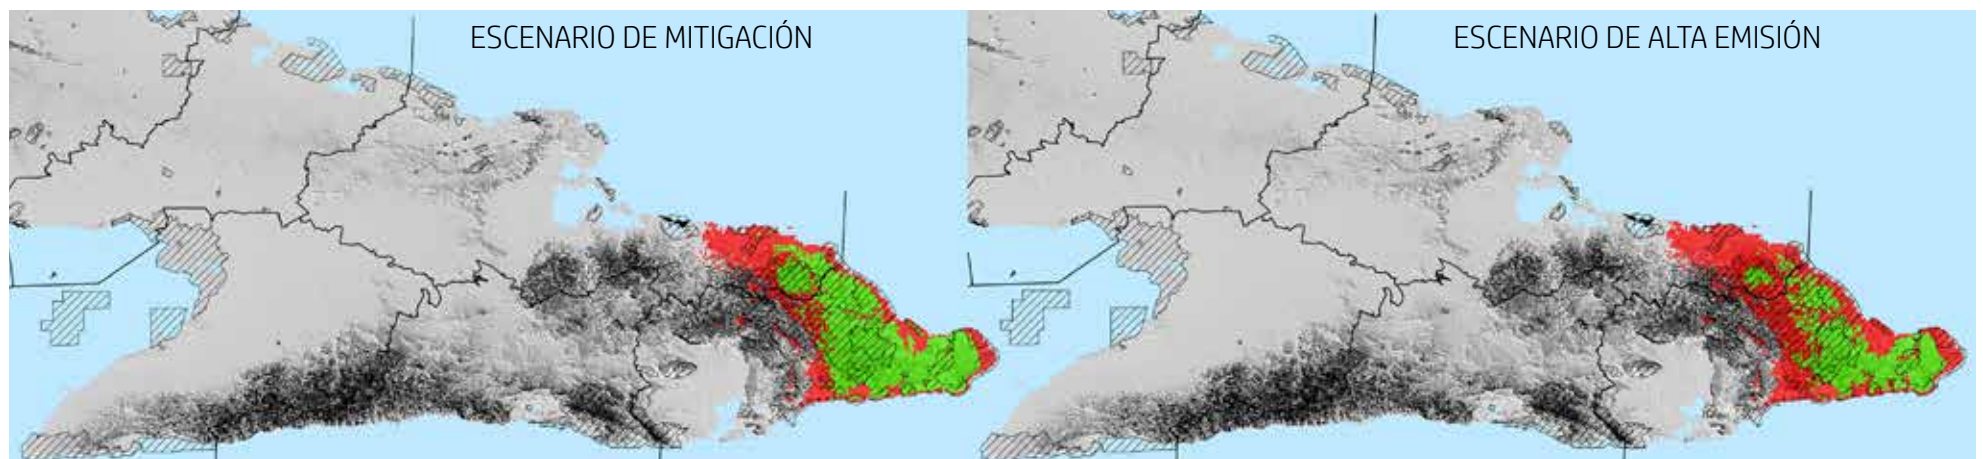 ESCENARIO DE MITIGACIÓN
ESCENARIO DE ALTA EMISIÓN